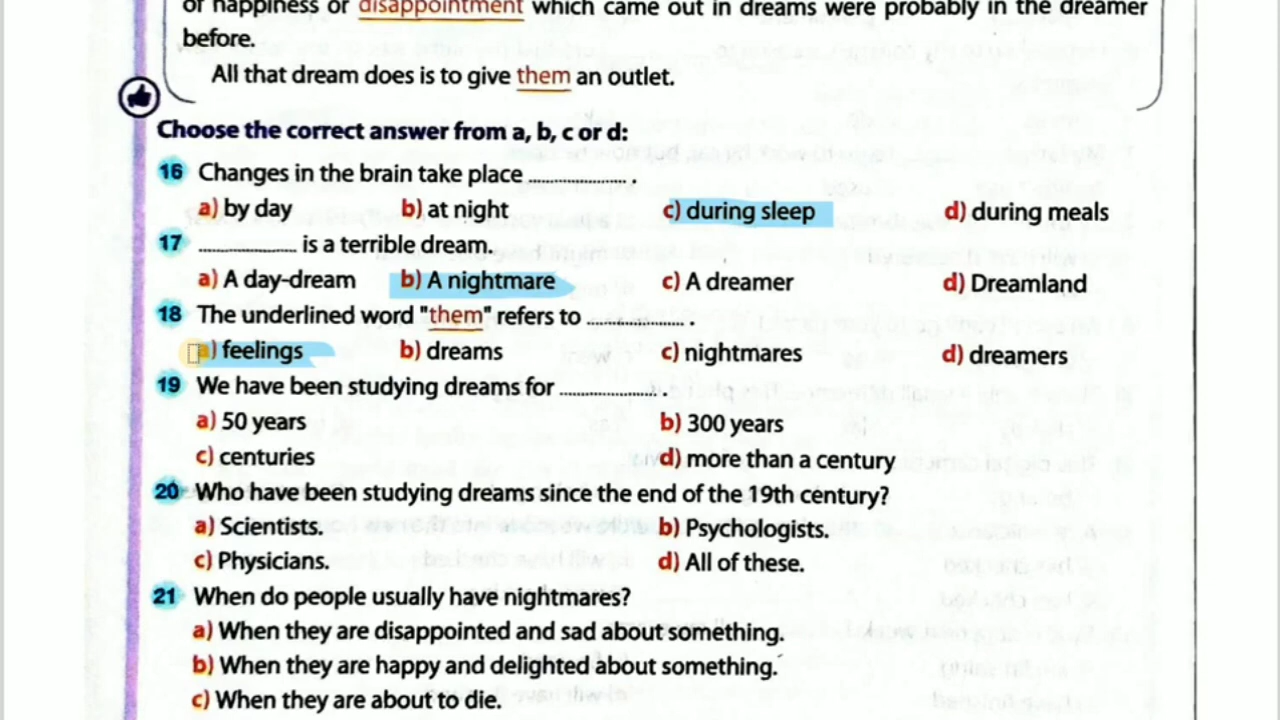 of happiness or disappointment which came out in dreams were probably in the dreamer
before.
All that dream does is to give them an outlet.
Choose the correct answer from a, b, c or d:
16 Changes in the brain take place .................... .
a) by day b) at night c) during sleep d) during meals
17 .................... is a terrible dream.
a) A day-dream b) A nightmare c) A dreamer d) Dreamland
18 The underlined word "them" refers to .................... .
a) feelings b) dreams c) nightmares d) dreamers
19 We have been studying dreams for .................... .
a) 50 years b) 300 years
c) centuries d) more than a century
20 Who have been studying dreams since the end of the 19th century?
a) Scientists. b) Psychologists.
c) Physicians. d) All of these.
21 When do people usually have nightmares?
a) When they are disappointed and sad about something.
b) When they are happy and delighted about something.
c) When they are about to die.